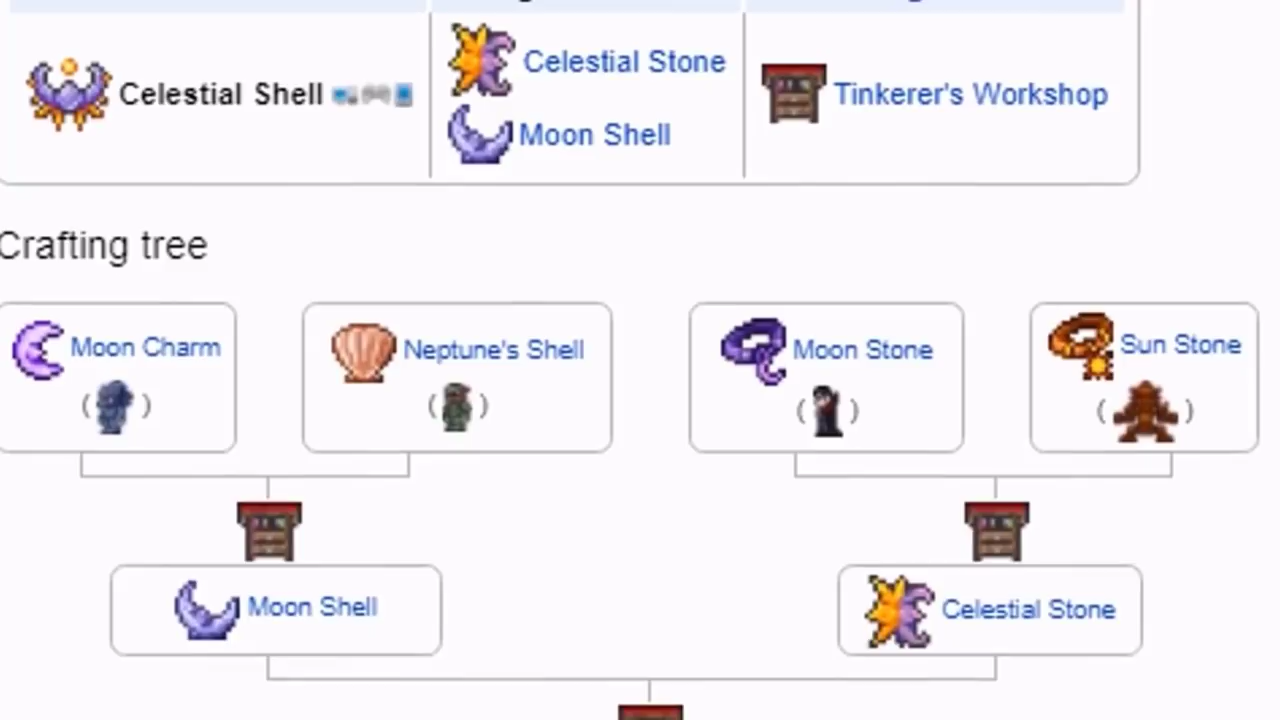 Celestial Shell
Celestial Stone
Moon Shell
Tinkerer's Workshop
Crafting tree
Moon Charm
( )
Neptune's Shell
( )
Moon Stone
( )
Sun Stone
( )
Moon Shell
Celestial Stone